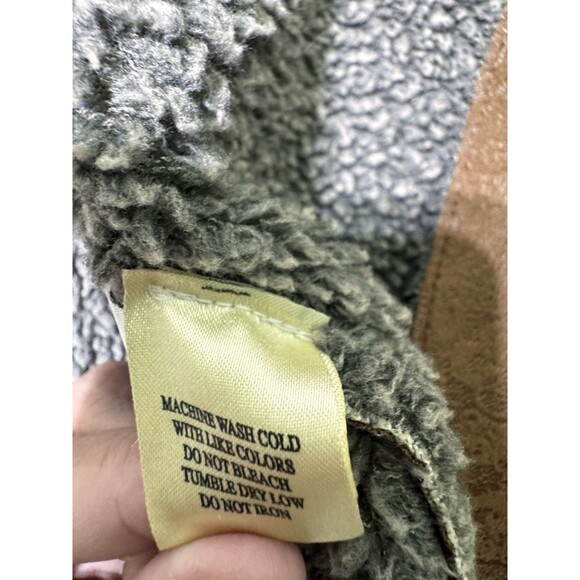 MACHINE WASH COLD
WITH LIKE COLORS
DO NOT BLEACH
TUMBLE DRY LOW
DO NOT IRON